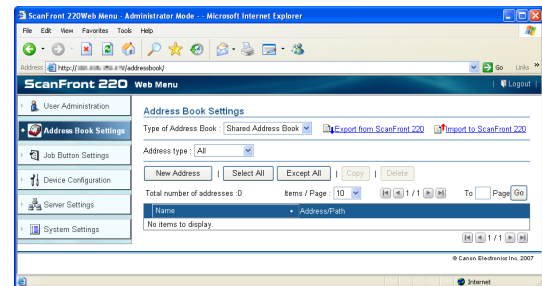 ScanFront 220Web Menu - Administrator Mode - - Microsoft Internet Explorer
File Edit View Favorites Tools Help
Address http:// /addressbook/ Go Links »
ScanFront 220 Web Menu | Logout |
User Administration
Address Book Settings
Job Button Settings
Device Configuration
Server Settings
System Settings
Address Book Settings
Type of Address Book : Shared Address Book Export from ScanFront 220 Import to ScanFront 220
Address type : All
New Address | Select All Except All | Copy | Delete
Total number of addresses :0 Items / Page : 10 1 / 1 To Page Go
Name Address/Path
No items to display.
1 / 1
© Canon Electronics Inc. 2007
Internet